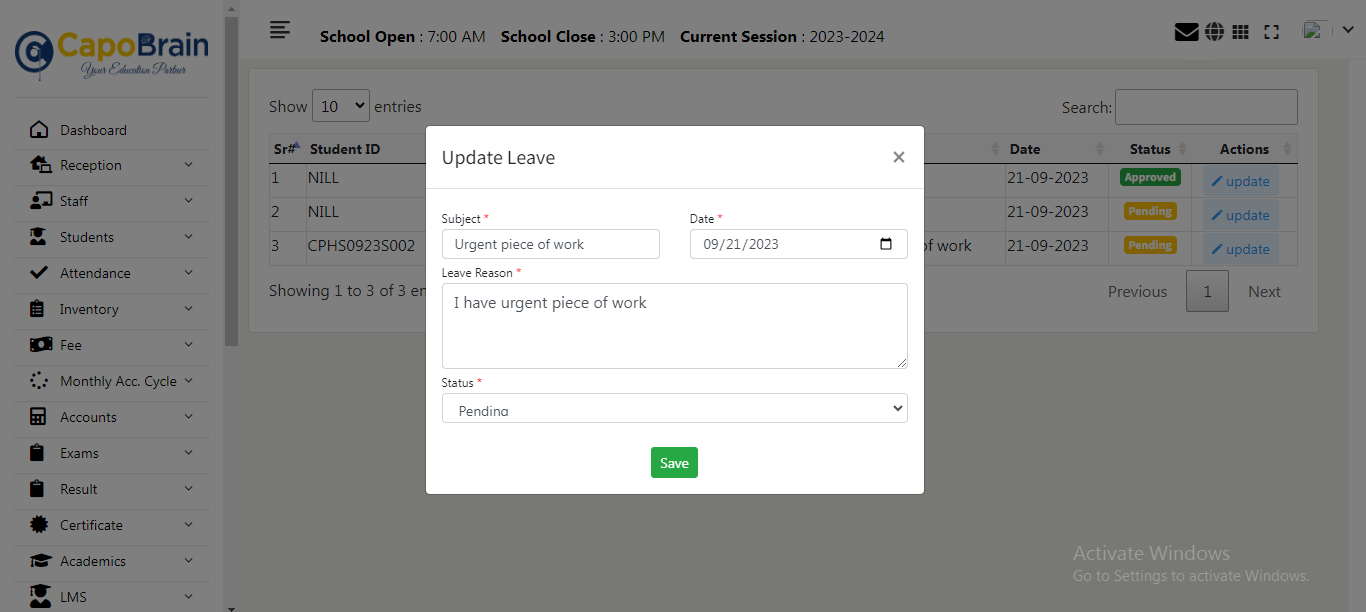 CapoBrain
Your Education Partner
School Open : 7:00 AM School Close : 3:00 PM Current Session : 2023-2024
Dashboard
Reception
Staff
Students
Attendance
Inventory
Fee
Monthly Acc. Cycle
Accounts
Exams
Result
Certificate
Academics
LMS
Show 10 entries
Search:
Sr# Student ID Date Status Actions
1 NILL 21-09-2023 Approved update
2 NILL 21-09-2023 Pending update
3 CPHS0923S002 of work 21-09-2023 Pending update
Showing 1 to 3 of 3 en
Previous 1 Next
Update Leave ×
Subject * Date *
Urgent piece of work 09/21/2023
Leave Reason *
I have urgent piece of work
Status *
Pending
Save
Activate Windows
Go to Settings to activate Windows.